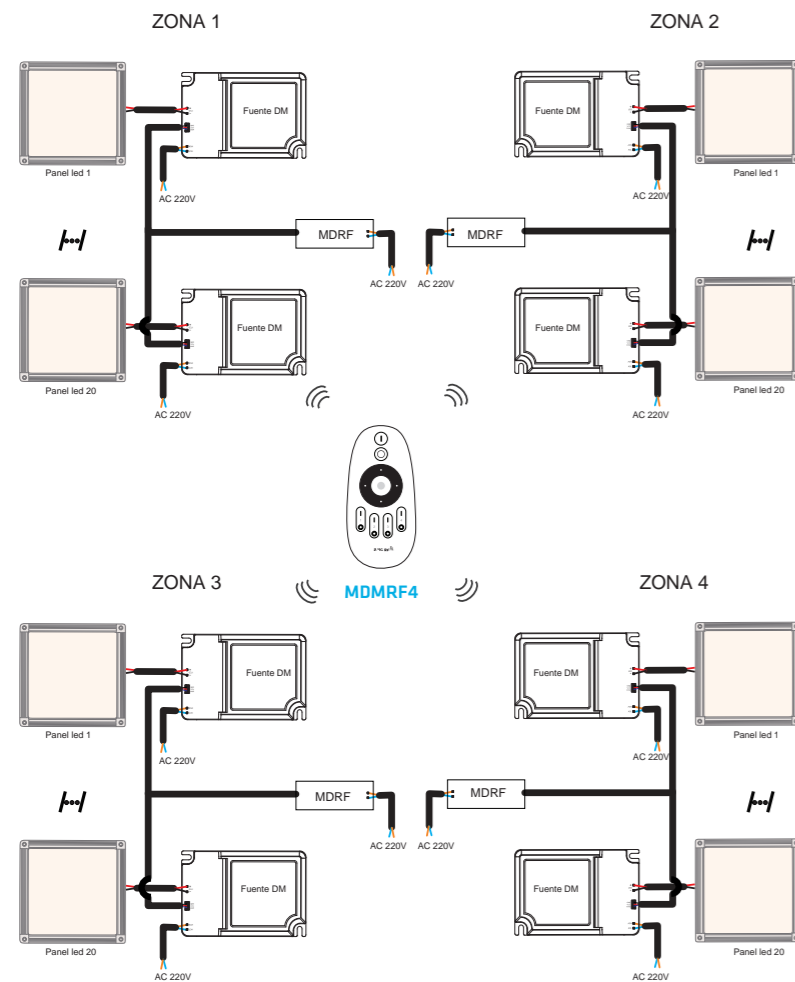 ZONA 1
ZONA 2
Fuente DM
Fuente DM
Panel led 1
Panel led 1
AC 220V
AC 220V
MDRF
MDRF
AC 220V
AC 220V
Fuente DM
Fuente DM
Panel led 20
Panel led 20
AC 220V
AC 220V
MDMRF4
ZONA 3
ZONA 4
Fuente DM
Fuente DM
Panel led 1
Panel led 1
AC 220V
AC 220V
MDRF
MDRF
AC 220V
AC 220V
Fuente DM
Fuente DM
Panel led 20
Panel led 20
AC 220V
AC 220V